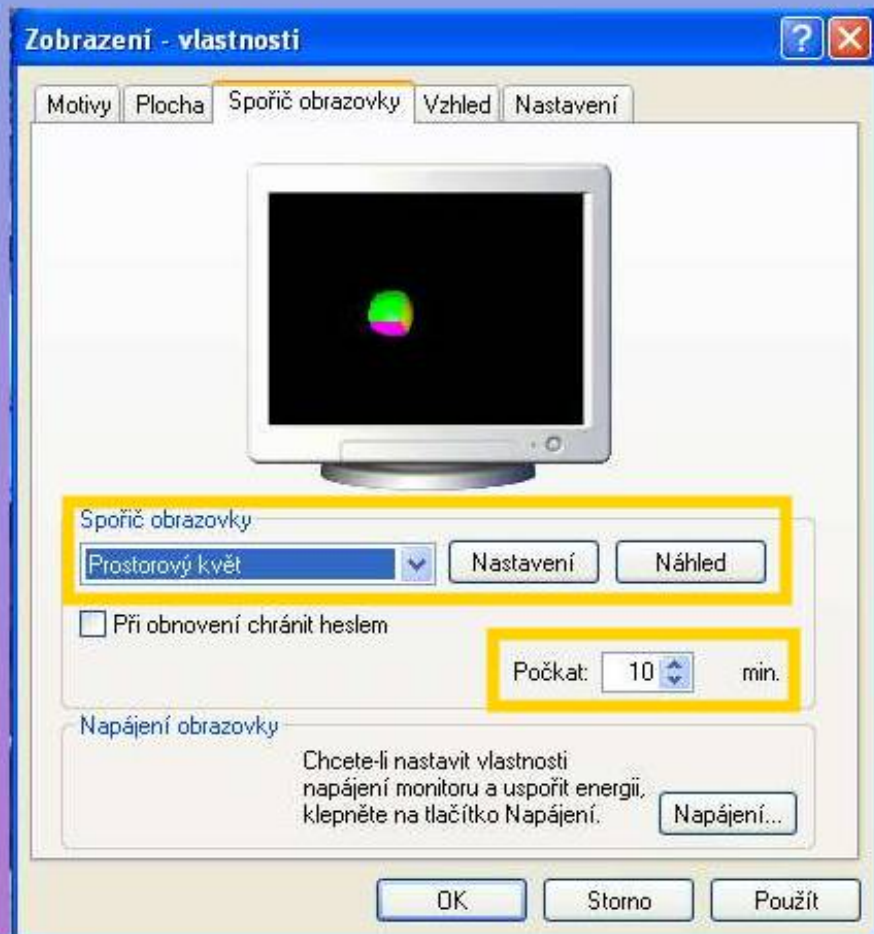 Zobrazení - vlastnosti
Motivy Plocha Spořič obrazovky Vzhled Nastavení
Spořič obrazovky
Prostorový květ Nastavení Náhled
Při obnovení chránit heslem
Počkat: 10 min.
Napájení obrazovky
Chcete-li nastavit vlastnosti
napájení monitoru a uspořit energii,
klepněte na tlačítko Napájení.
Napájení...
OK Storno Použít